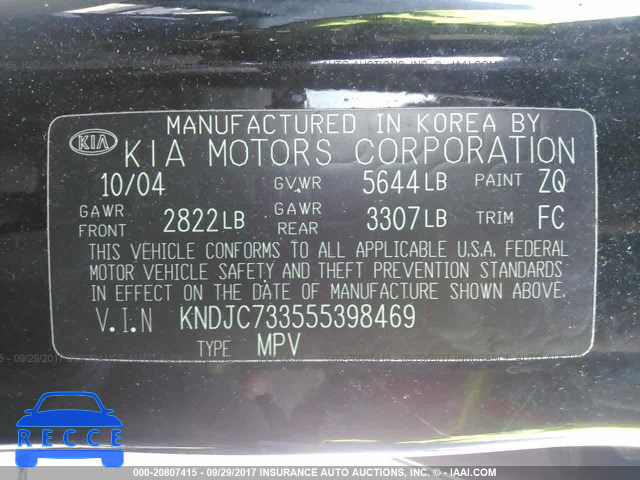 MANUFACTURED IN KOREA BY
KIA KIA MOTORS CORPORATION
10/04 GVWR 5644LB PAINT ZQ
GAWR FRONT 2822LB GAWR REAR 3307LB TRIM FC
THIS VEHICLE CONFORMS TO ALL APPLICABLE U.S.A. FEDERAL
MOTOR VEHICLE SAFETY AND THEFT PREVENTION STANDARDS
IN EFFECT ON THE DATE OF MANUFACTURE SHOWN ABOVE.
V.I.N KNDJC733555398469
TYPE MPV
RECCE
000-20807415 - 09/29/2017 INSURANCE AUTO AUCTIONS, INC. - IAAI.COM